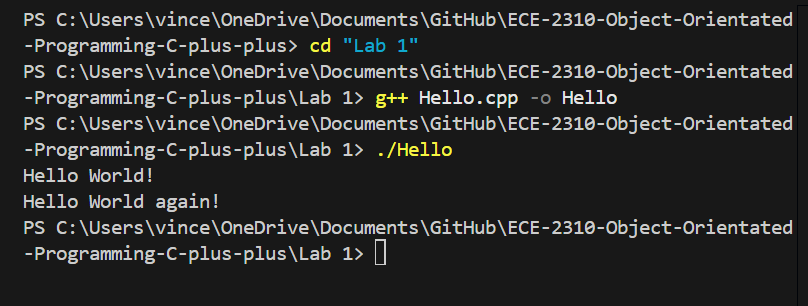 PS C:\Users\vince\OneDrive\Documents\GitHub\ECE-2310-Object-Orientated
-Programming-C-plus-plus> cd "Lab 1"
PS C:\Users\vince\OneDrive\Documents\GitHub\ECE-2310-Object-Orientated
-Programming-C-plus-plus\Lab 1> g++ Hello.cpp -o Hello
PS C:\Users\vince\OneDrive\Documents\GitHub\ECE-2310-Object-Orientated
-Programming-C-plus-plus\Lab 1> ./Hello
Hello World!
Hello World again!
PS C:\Users\vince\OneDrive\Documents\GitHub\ECE-2310-Object-Orientated
-Programming-C-plus-plus\Lab 1>